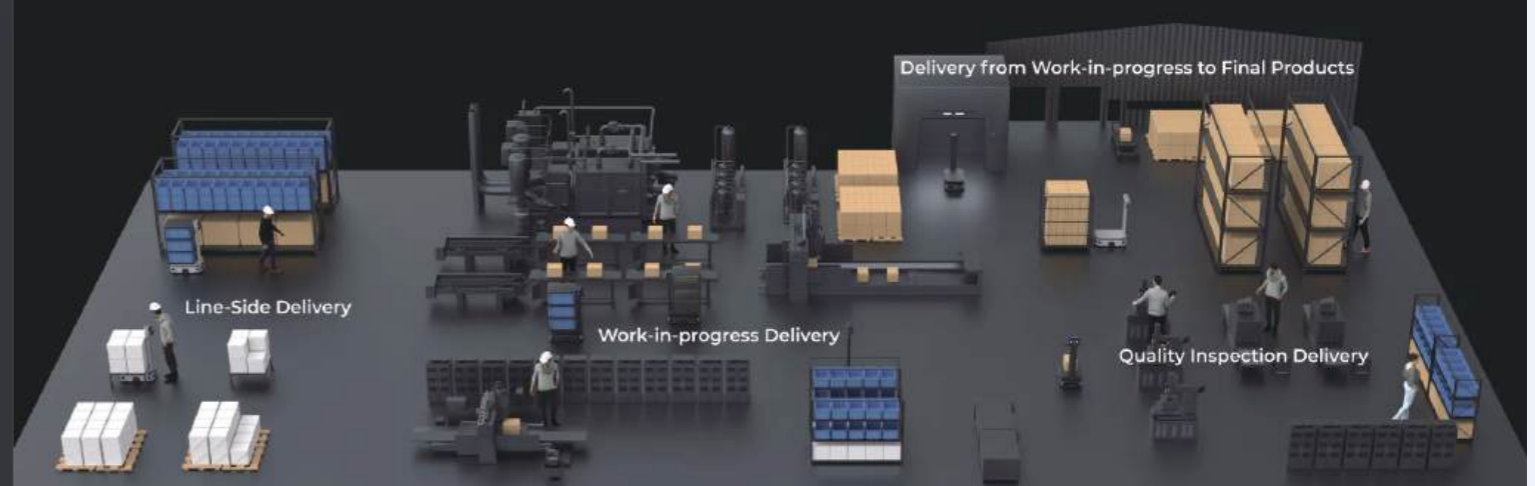 Delivery from Work-in-progress to Final Products
Line-Side Delivery
Work-in-progress Delivery
Quality Inspection Delivery